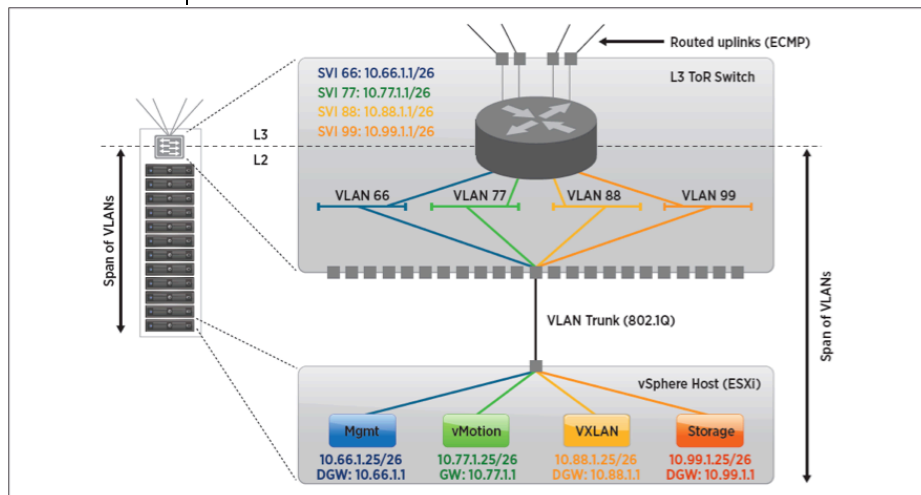 Routed uplinks (ECMP)
L3 ToR Switch
SVI 66: 10.66.1.1/26
SVI 77: 10.77.1.1/26
SVI 88: 10.88.1.1/26
SVI 99: 10.99.1.1/26
L3
L2
VLAN 66
VLAN 77
VLAN 88
VLAN 99
Span of VLANs
Span of VLANs
VLAN Trunk (802.1Q)
vSphere Host (ESXi)
Mgmt
vMotion
VXLAN
Storage
10.66.1.25/26
10.77.1.25/26
10.88.1.25/26
10.99.1.25/26
DGW: 10.66.1.1
GW: 10.77.1.1
DGW: 10.88.1.1
DGW: 10.99.1.1